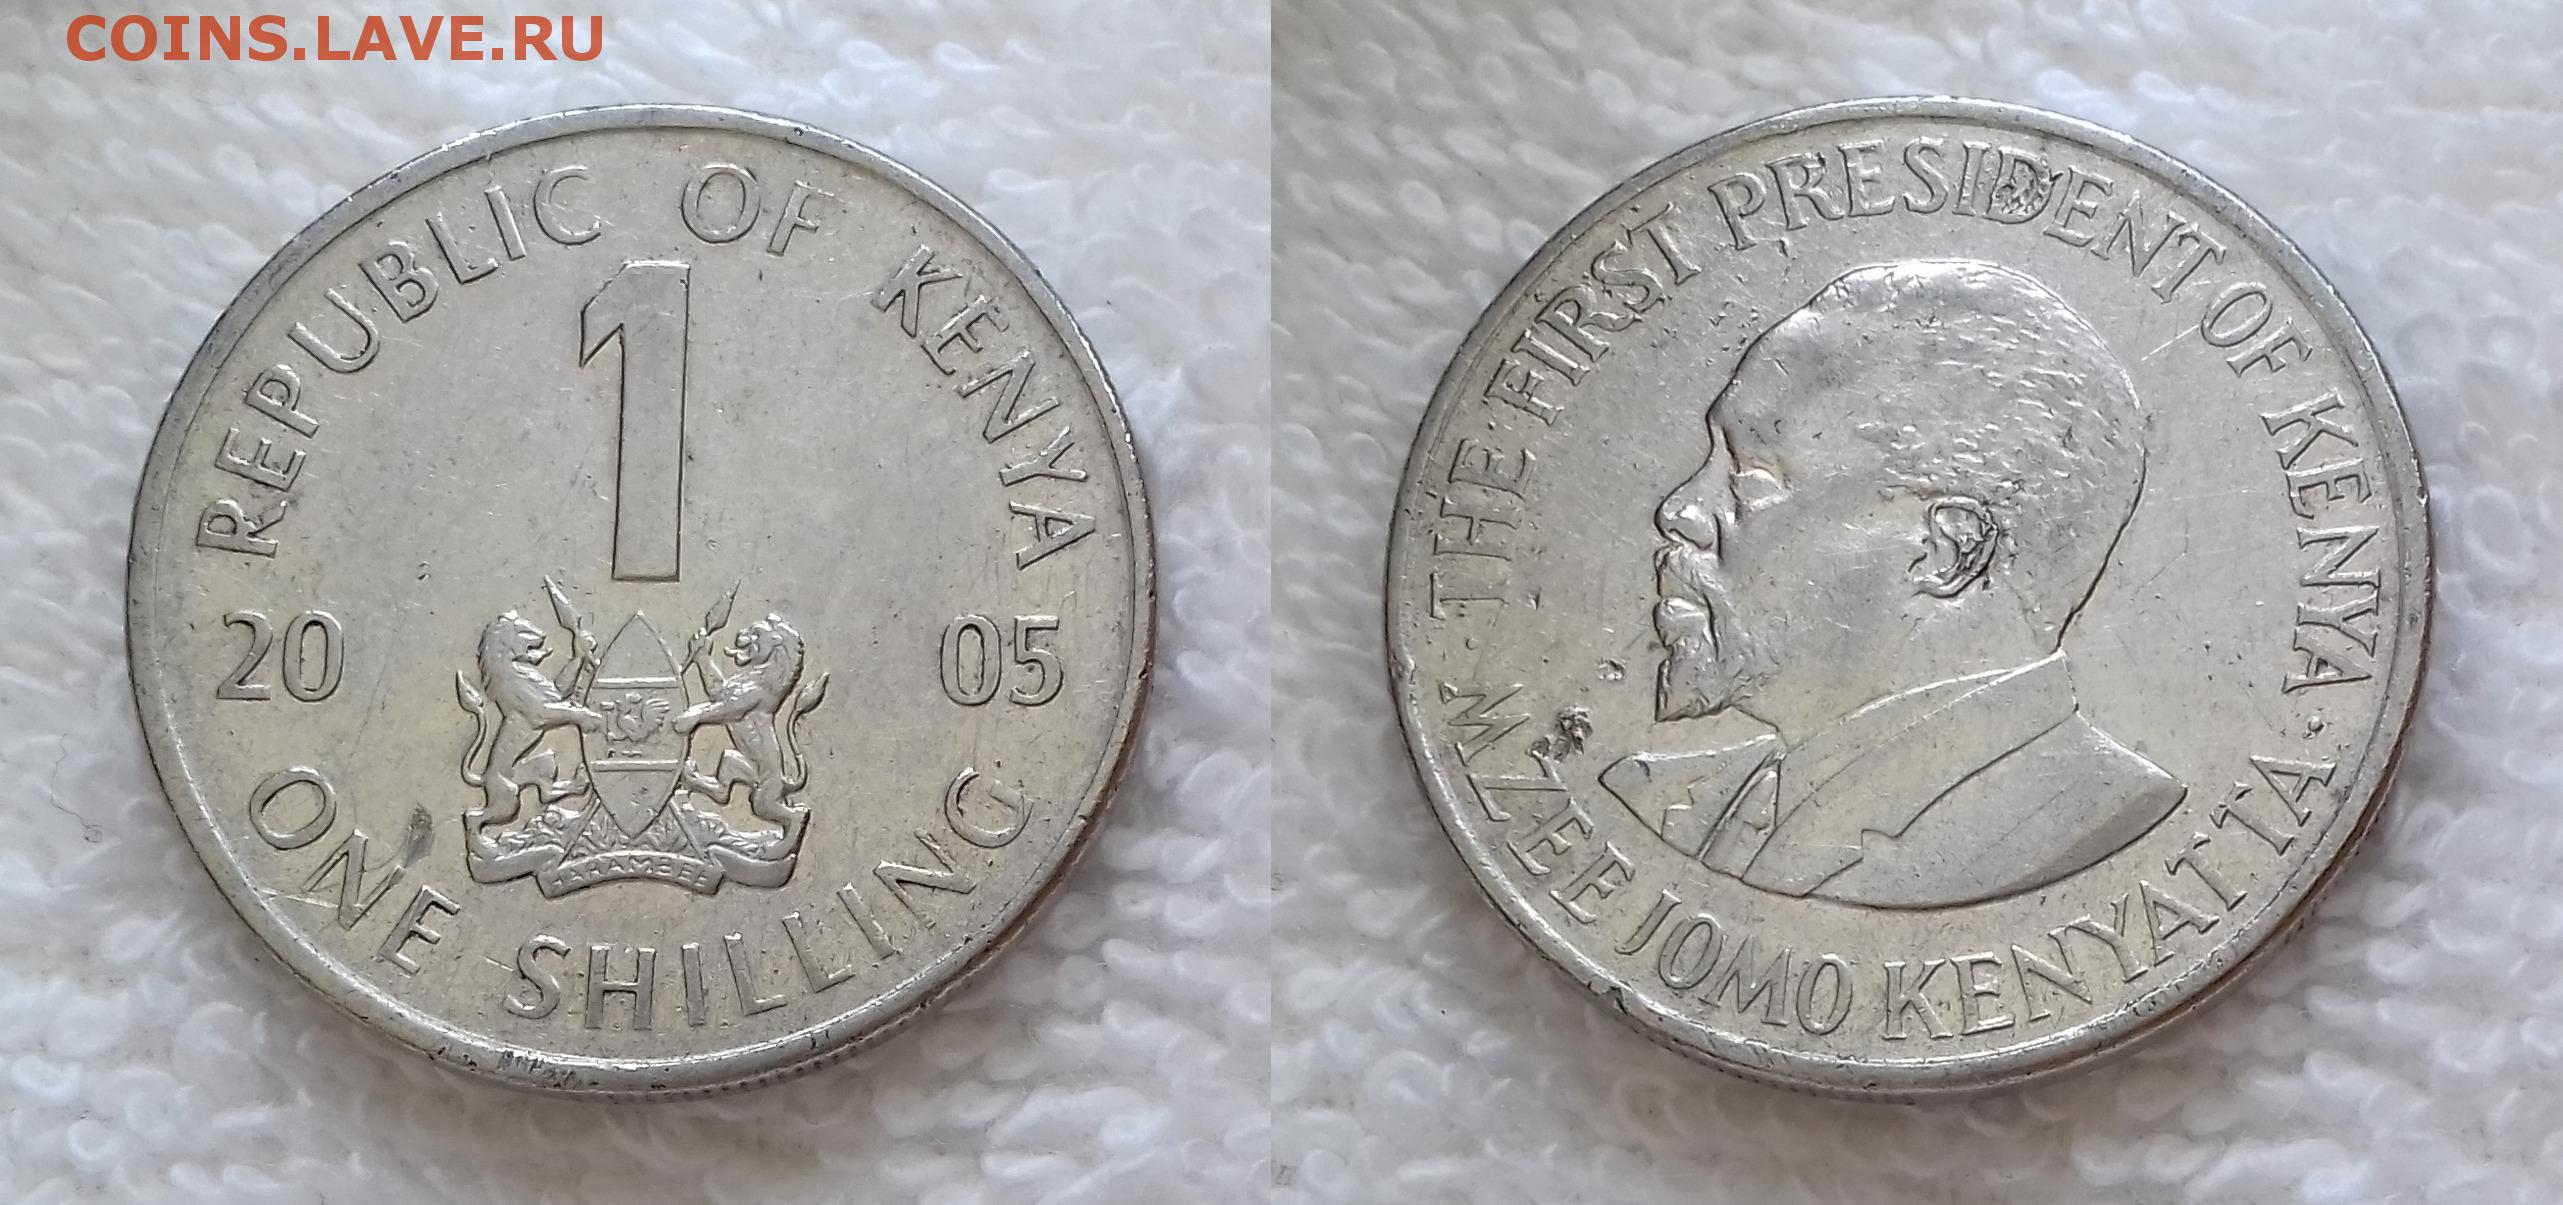 COINS.LAVE.RU
REPUBLIC OF KENYA
1
20 05
HARAMBEE
ONE SHILLING
· THE FIRST PRESIDENT OF KENYA ·
MZEE JOMO KENYATTA